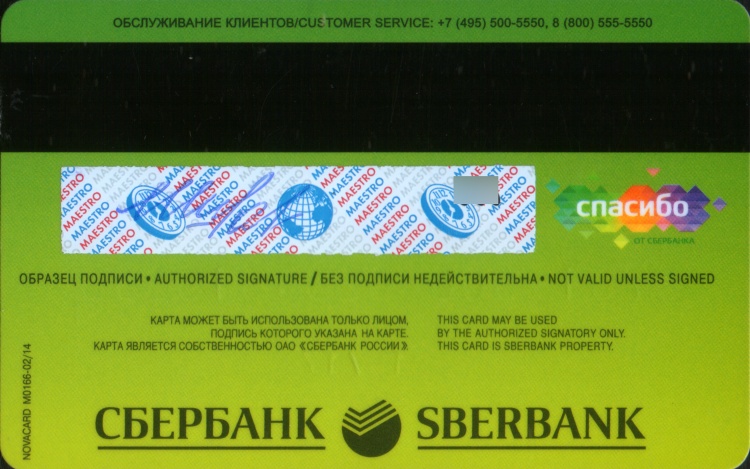 ОБСЛУЖИВАНИЕ КЛИЕНТОВ/CUSTOMER SERVICE: +7 (495) 500-5550, 8 (800) 555-5550
MAESTRO MAESTRO MAESTRO MAESTRO
спасибо
ОТ СБЕРБАНКА
ОБРАЗЕЦ ПОДПИСИ • AUTHORIZED SIGNATURE / БЕЗ ПОДПИСИ НЕДЕЙСТВИТЕЛЬНА • NOT VALID UNLESS SIGNED
КАРТА МОЖЕТ БЫТЬ ИСПОЛЬЗОВАНА ТОЛЬКО ЛИЦОМ,
ПОДПИСЬ КОТОРОГО УКАЗАНА НА КАРТЕ.
КАРТА ЯВЛЯЕТСЯ СОБСТВЕННОСТЬЮ ОАО «СБЕРБАНК РОССИИ».
THIS CARD MAY BE USED
BY THE AUTHORIZED SIGNATORY ONLY.
THIS CARD IS SBERBANK PROPERTY.
NOVACARD M0166-02/14
СБЕРБАНК SBERBANK